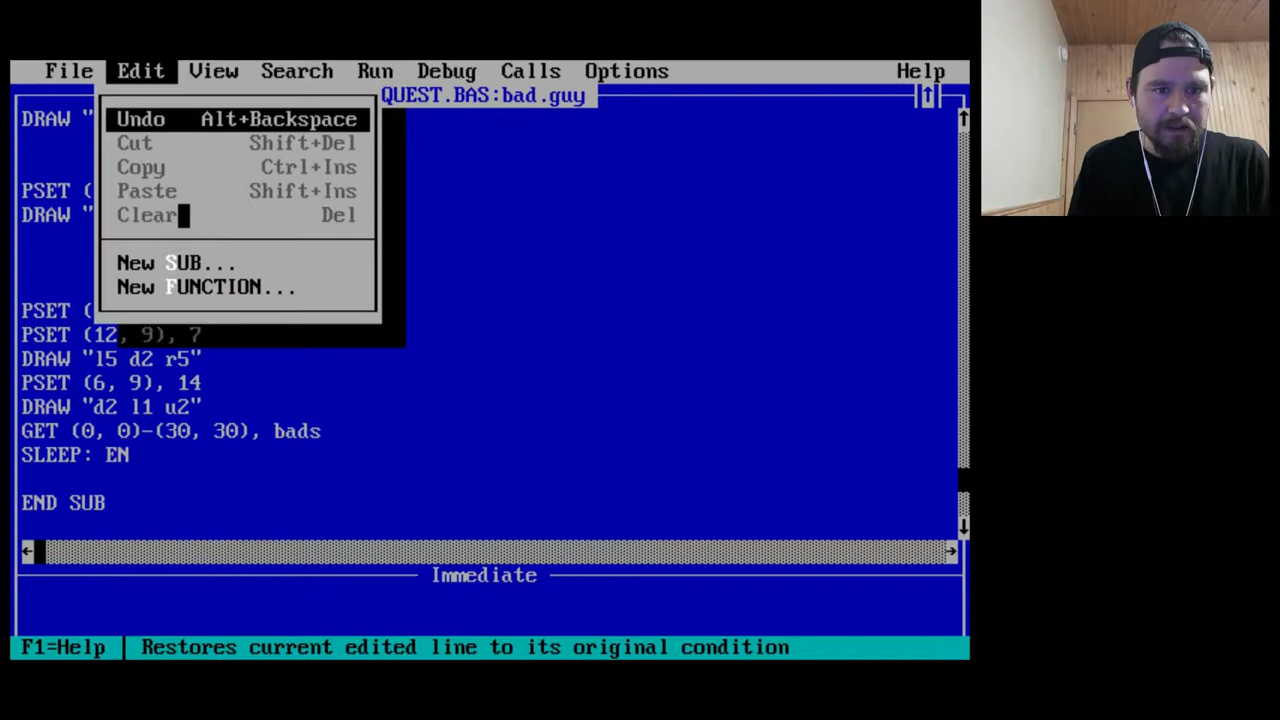 File Edit View Search Run Debug Calls Options Help
QUEST.BAS:bad.guy
DRAW "
Undo Alt+Backspace
Cut Shift+Del
Copy Ctrl+Ins
PSET (
Paste Shift+Ins
DRAW "
Clear Del
New SUB...
New FUNCTION...
PSET (
PSET (12, 9), 7
DRAW "l5 d2 r5"
PSET (6, 9), 14
DRAW "d2 l1 u2"
GET (0, 0)-(30, 30), bads
SLEEP: EN
END SUB
Immediate
F1=Help Restores current edited line to its original condition